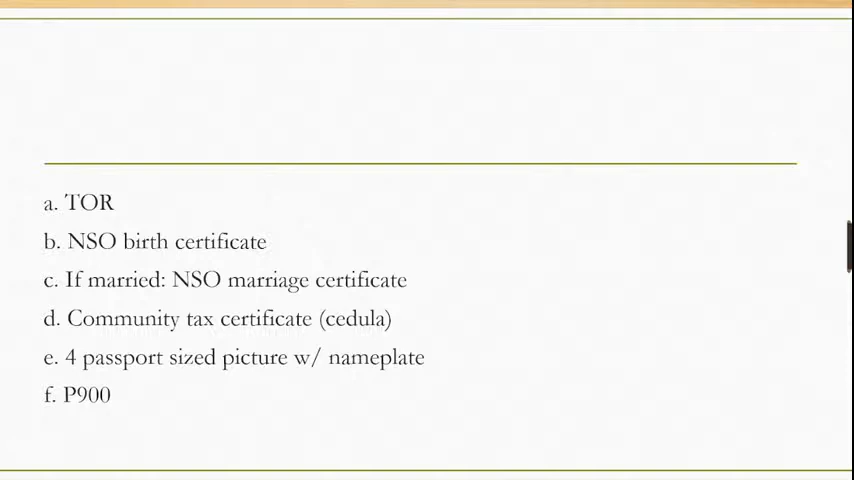 a. TOR
b. NSO birth certificate
c. If married: NSO marriage certificate
d. Community tax certificate (cedula)
e. 4 passport sized picture w/ nameplate
f. P900